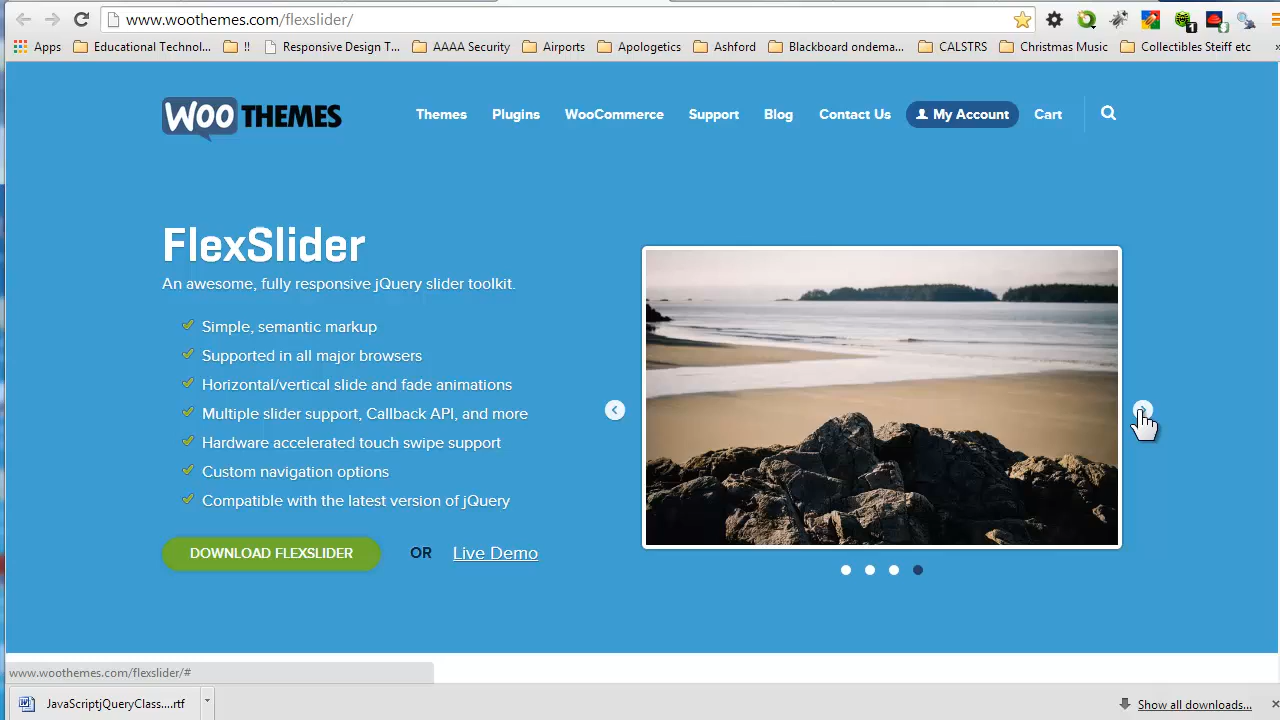 www.woothemes.com/flexslider/
Apps Educational Technol... !! Responsive Design T... AAAA Security Airports Apologetics Ashford Blackboard ondema... CALSTRS Christmas Music Collectibles Steiff etc »
WOOTHEMES Themes Plugins WooCommerce Support Blog Contact Us My Account Cart
FlexSlider
An awesome, fully responsive jQuery slider toolkit.
Simple, semantic markup
Supported in all major browsers
Horizontal/vertical slide and fade animations
Multiple slider support, Callback API, and more
Hardware accelerated touch swipe support
Custom navigation options
Compatible with the latest version of jQuery
DOWNLOAD FLEXSLIDER OR Live Demo
www.woothemes.com/flexslider/#
JavaScriptjQueryClass....rtf Show all downloads...